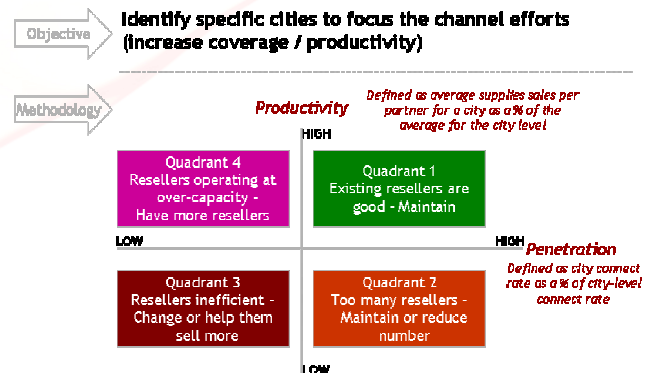 Objective
Identify specific cities to focus the channel efforts
(increase coverage / productivity)
Methodology
Productivity
Defined as average supplies sales per
partner for a city as a % of the
average for the city level
HIGH
Quadrant 4
Resellers operating at
over-capacity -
Have more resellers
Quadrant 1
Existing resellers are
good - Maintain
LOW
HIGH
Penetration
Defined as city connect
rate as a % of city-level
connect rate
Quadrant 3
Resellers inefficient -
Change or help them
sell more
Quadrant 2
Too many resellers -
Maintain or reduce
number
LOW